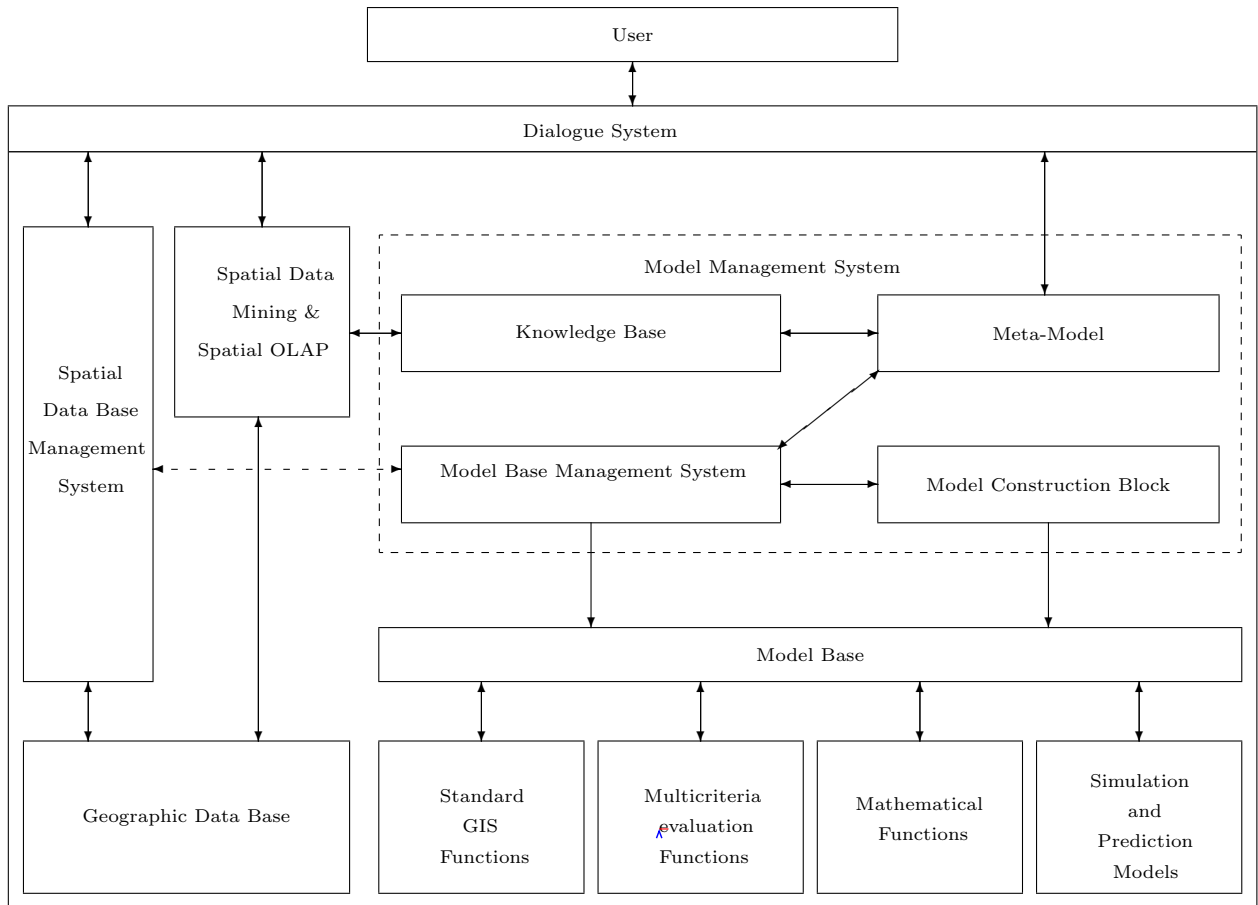 User
Dialogue System
Spatial Data
Mining &
Spatial OLAP
Model Management System
Knowledge Base
Meta-Model
Spatial
Data Base
Management
System
Model Base Management System
Model Construction Block
Model Base
Geographic Data Base
Standard
GIS
Functions
Multicriteria
evaluation
Functions
Mathematical
Functions
Simulation
and
Prediction
Models